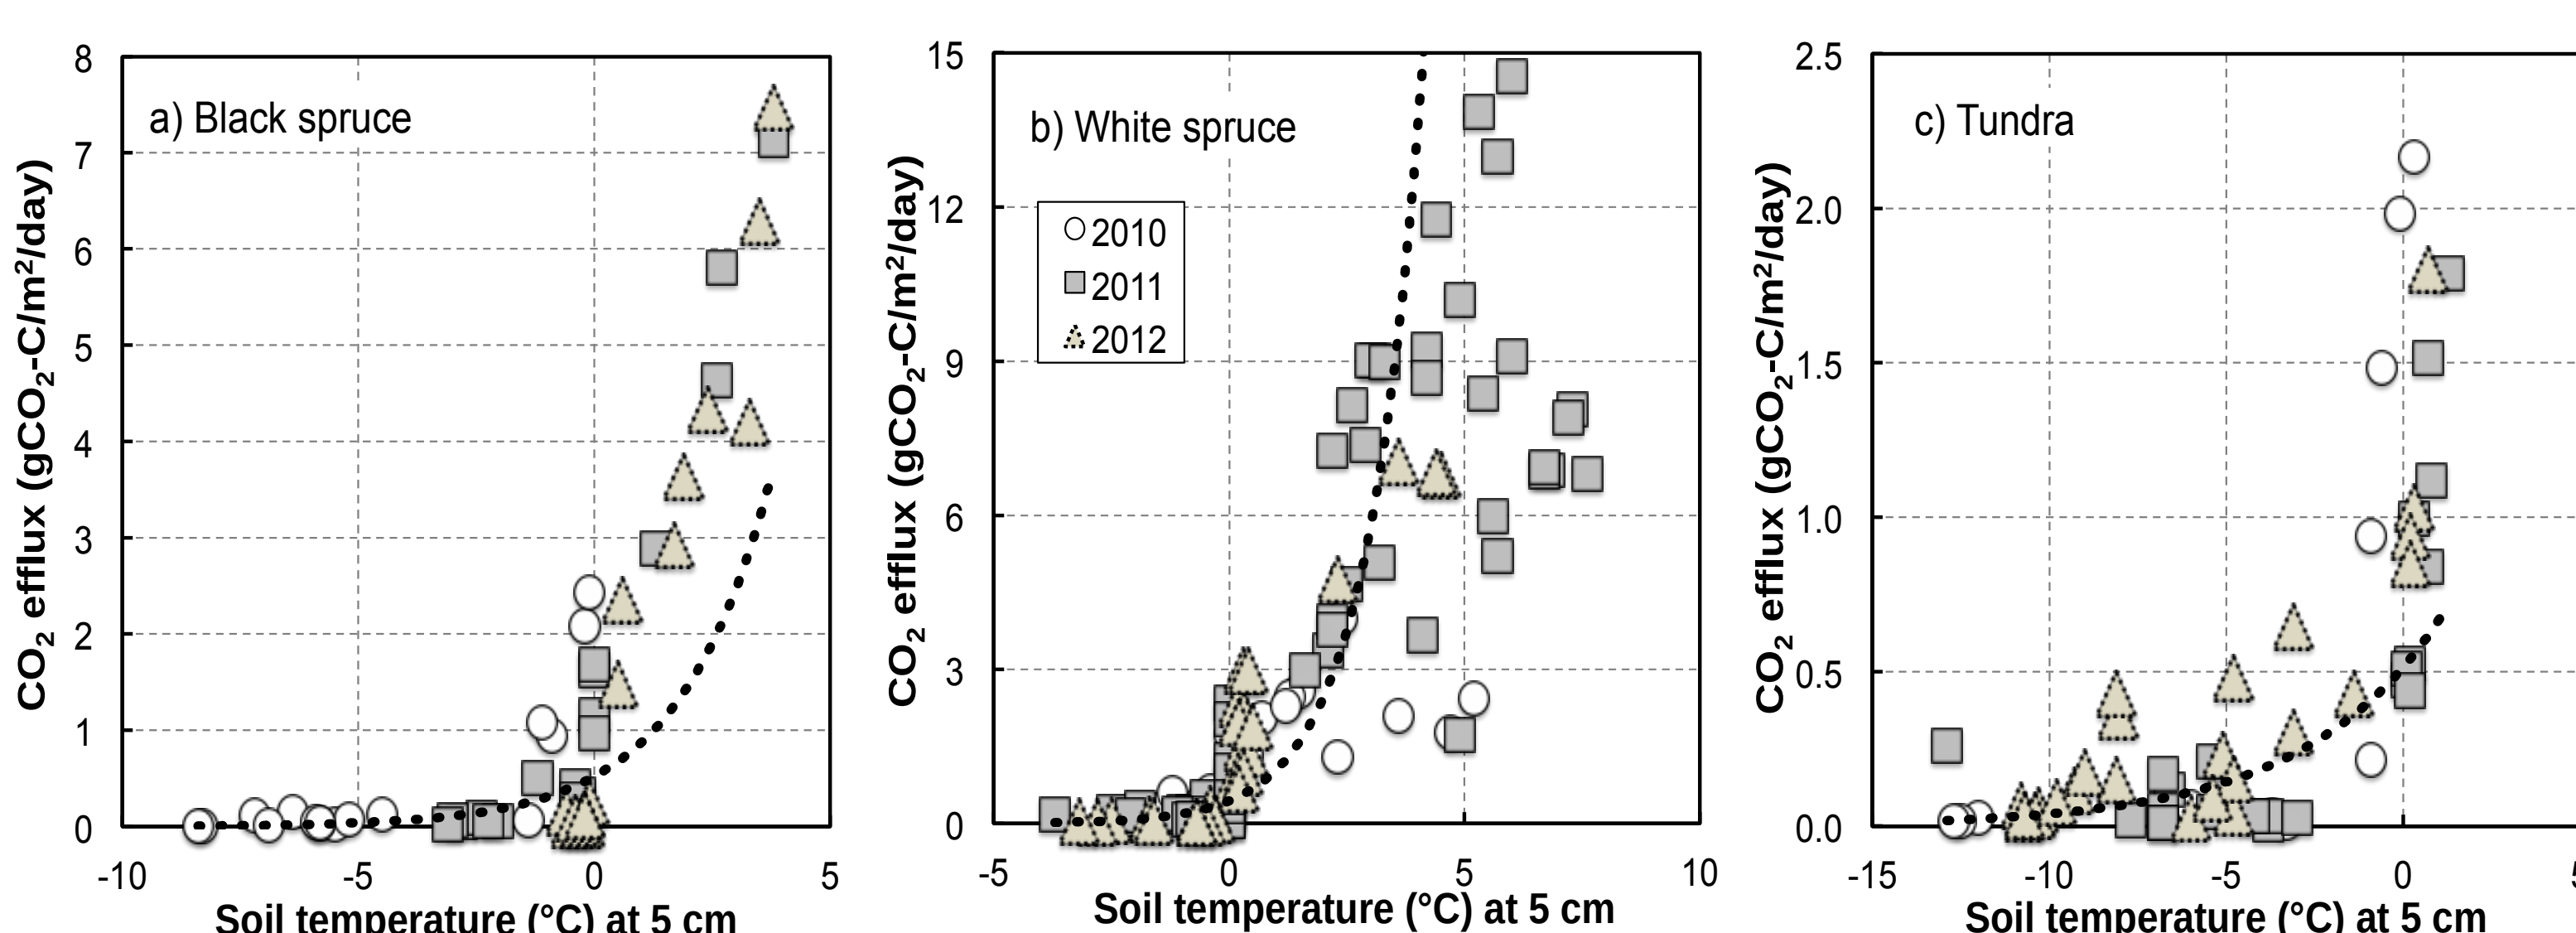 a) Black spruce
CO2 efflux (gCO2-C/m2/day)
8
7
6
5
4
3
2
1
0
-10 -5 0 5
Soil temperature (°C) at 5 cm
b) White spruce
CO2 efflux (gCO2-C/m2/day)
15
12
9
6
3
0
2010
2011
2012
-5 0 5 10
Soil temperature (°C) at 5 cm
c) Tundra
CO2 efflux (gCO2-C/m2/day)
2.5
2.0
1.5
1.0
0.5
0.0
-15 -10 -5 0
Soil temperature (°C) at 5 cm